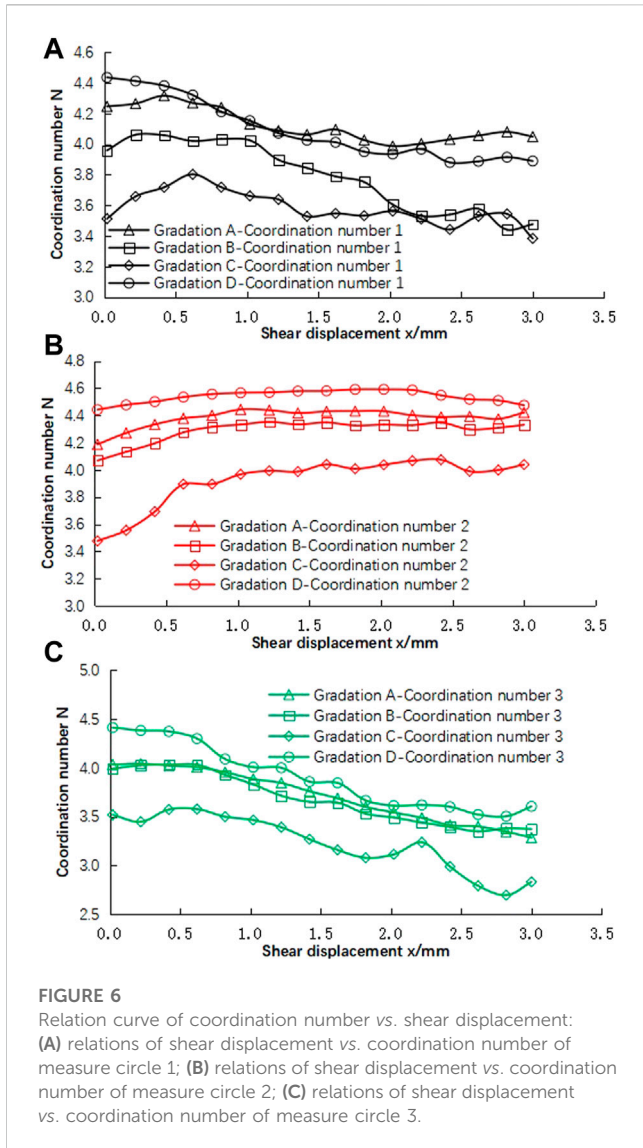 A
4.6
4.4
4.2
4.0
3.8
3.6
3.4
3.2
3.0
Coordination number N
Gradation A-Coordination number 1
Gradation B-Coordination number 1
Gradation C-Coordination number 1
Gradation D-Coordination number 1
0.0 0.5 1.0 1.5 2.0 2.5 3.0 3.5
Shear displacement x/mm
B
4.8
4.6
4.4
4.2
4.0
3.8
3.6
3.4
3.2
3.0
Coordination number N
Gradation A-Coordination number 2
Gradation B-Coordination number 2
Gradation C-Coordination number 2
Gradation D-Coordination number 2
0.0 0.5 1.0 1.5 2.0 2.5 3.0 3.5
Shear displacement x/mm
C
5.0
4.5
4.0
3.5
3.0
2.5
Coordination number N
Gradation A-Coordination number 3
Gradation B-Coordination number 3
Gradation C-Coordination number 3
Gradation D-Coordination number 3
0.0 0.5 1.0 1.5 2.0 2.5 3.0 3.5
Shear displacement x/mm
FIGURE 6
Relation curve of coordination number vs. shear displacement:
(A) relations of shear displacement vs. coordination number of
measure circle 1; (B) relations of shear displacement vs. coordination
number of measure circle 2; (C) relations of shear displacement
vs. coordination number of measure circle 3.